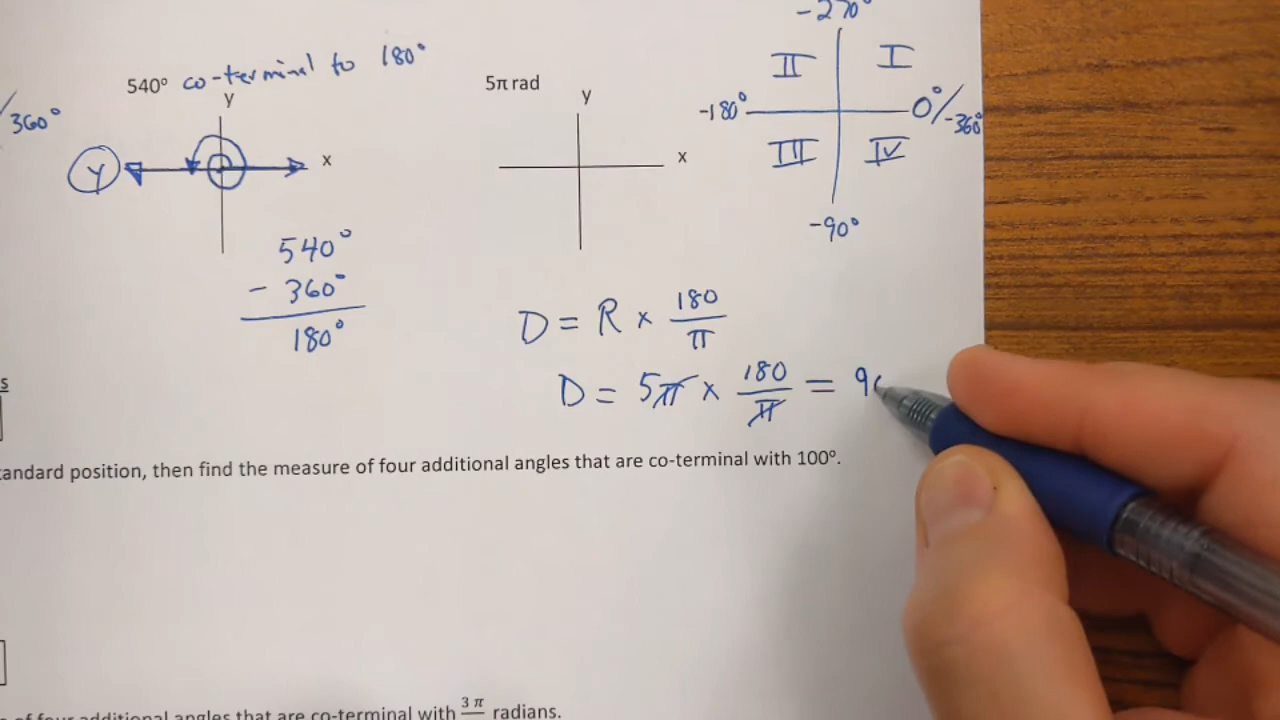 540° co-terminal to 180°
y
x
/360°
Y
540°
- 360°
180°
5π rad
y
x
-270°
II I
-180° 0°/-360°
III IV
-90°
D = R × 180/π
D = 5π × 180/π = 90
s
tandard position, then find the measure of four additional angles that are co-terminal with 100°.
of four additional angles that are co-terminal with 3π radians.